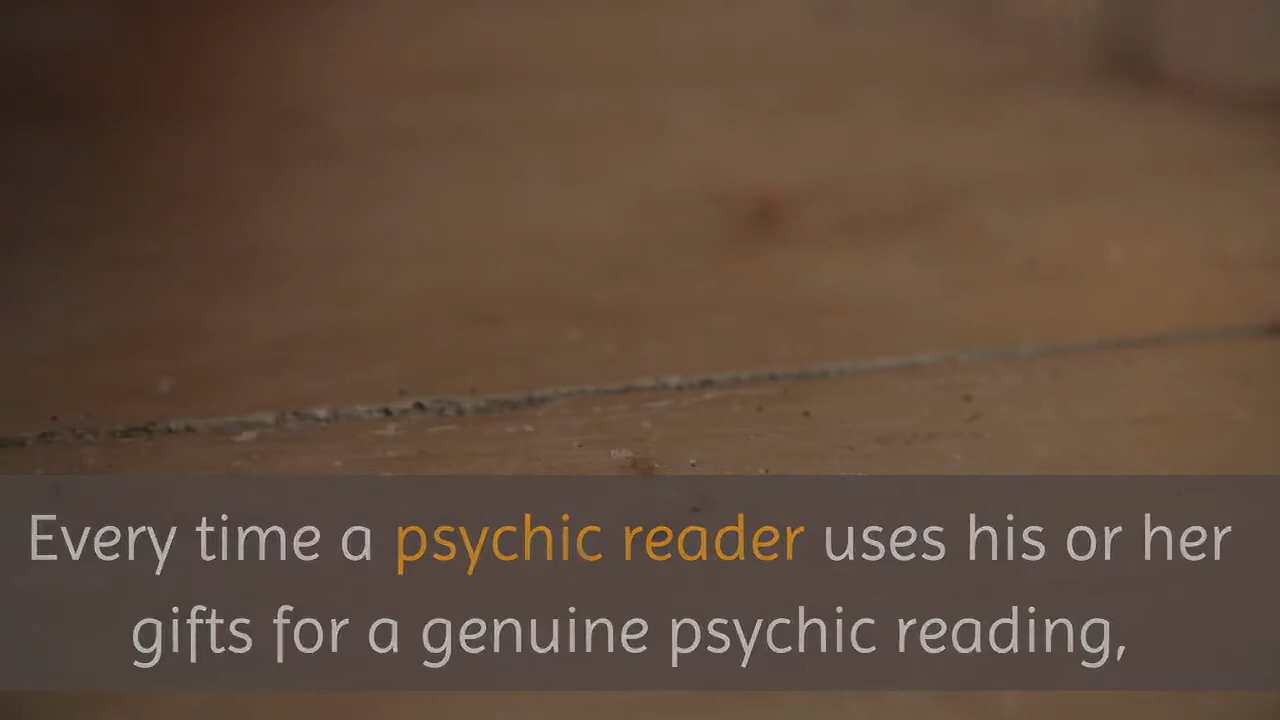 Every time a psychic reader uses his or her
gifts for a genuine psychic reading,